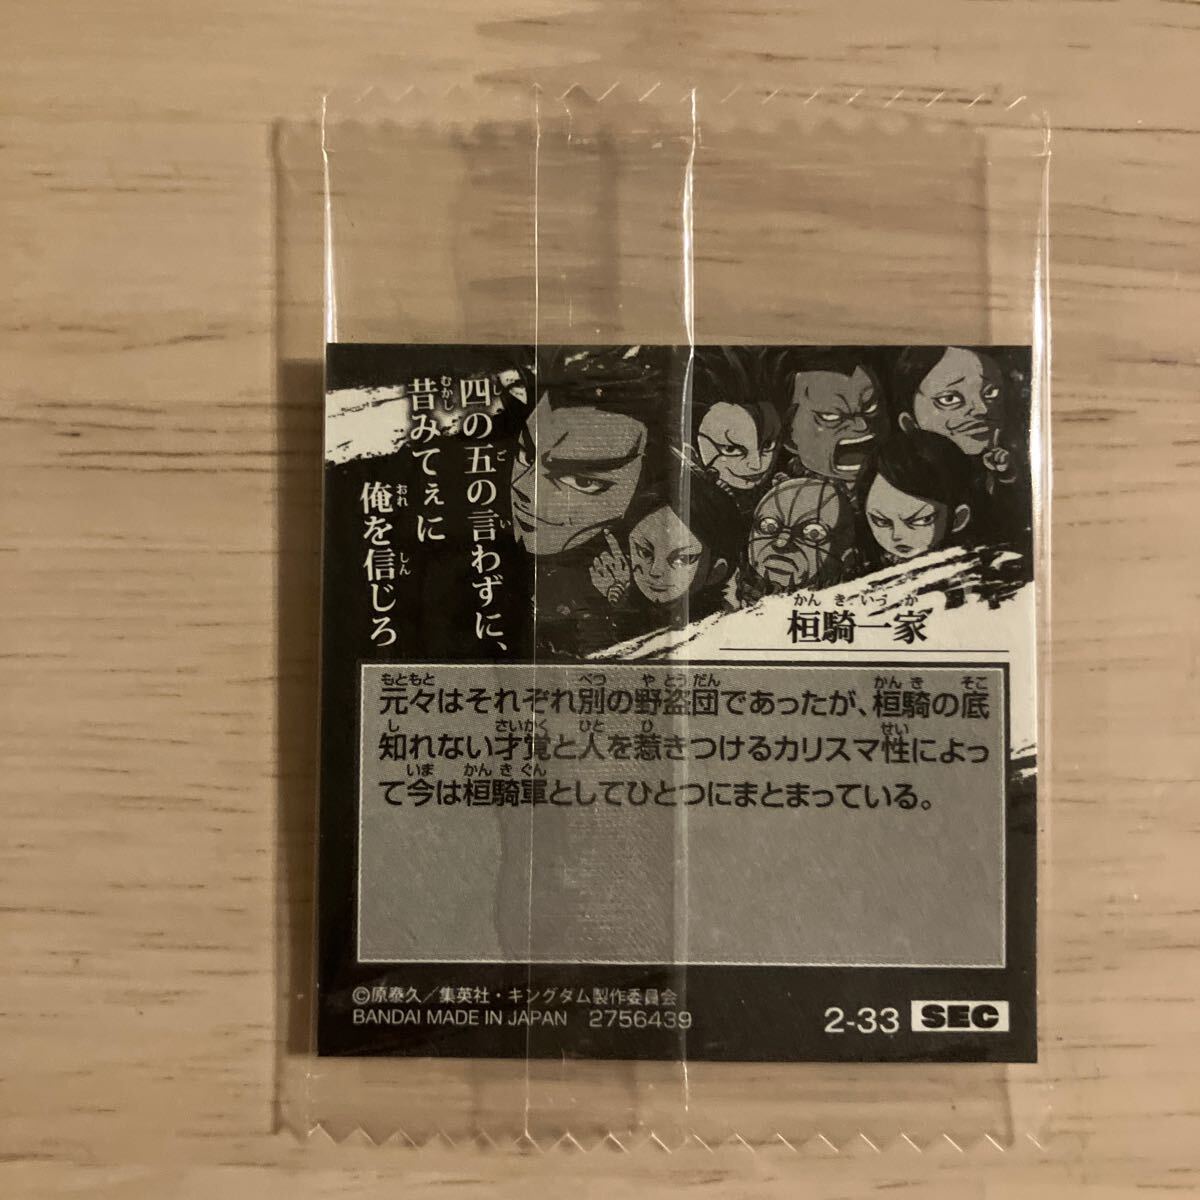 四の五の言わずに、
昔みてぇに
俺を信じろ
桓騎一家
元々はそれぞれ別の野盗団であったが、桓騎の底
知れない才覚と人を惹きつけるカリスマ性によっ
て今は桓騎軍としてひとつにまとまっている。
©原泰久／集英社・キングダム製作委員会
BANDAI MADE IN JAPAN 2756439
2-33 SEC